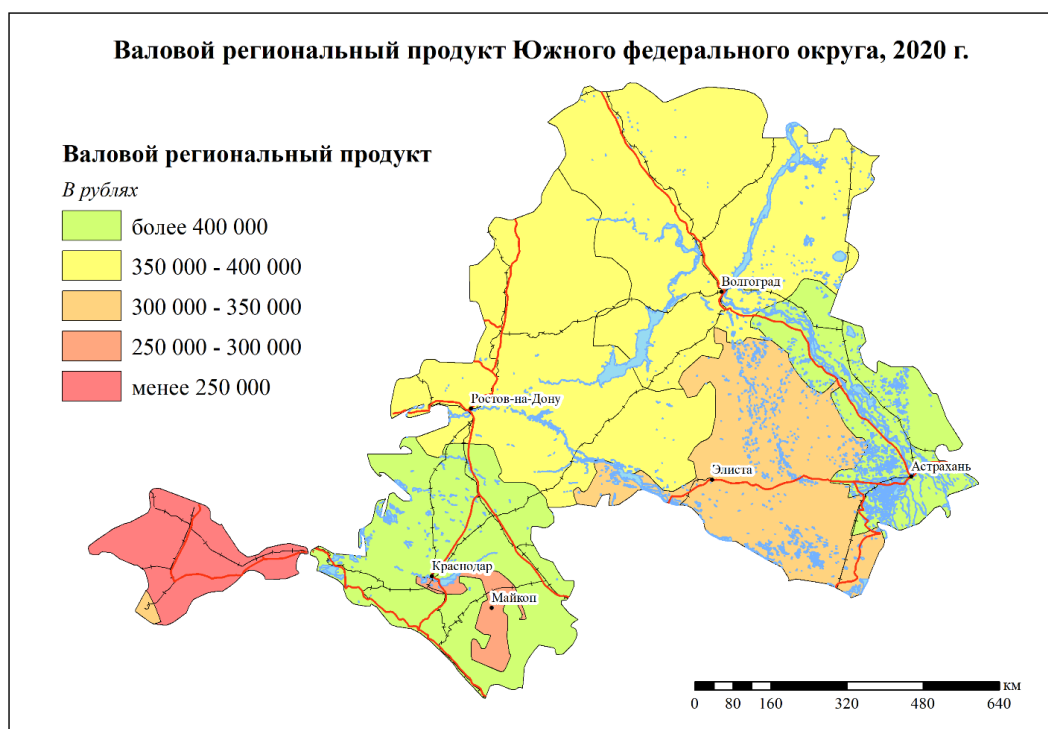 Валовой региональный продукт Южного федерального округа, 2020 г.
Валовой региональный продукт
В рублях
более 400 000
350 000 - 400 000
300 000 - 350 000
250 000 - 300 000
менее 250 000
Волгоград
Ростов-на-Дону
Элиста
Астрахань
Краснодар
Майкоп
км
0 80 160 320 480 640